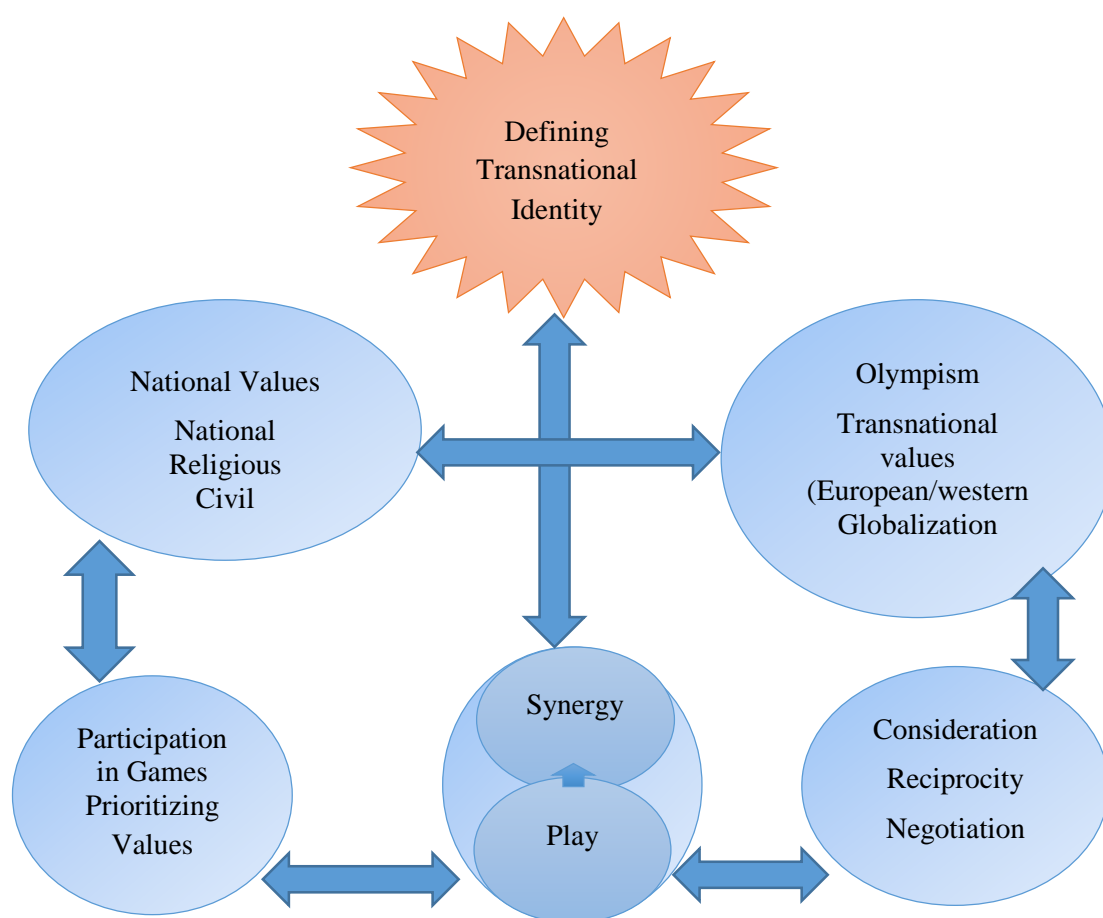 Defining
Transnational
Identity
National Values
National
Religious
Civil
Olympism
Transnational
values
(European/western
Globalization
Participation
in Games
Prioritizing
Values
Synergy
Play
Consideration
Reciprocity
Negotiation